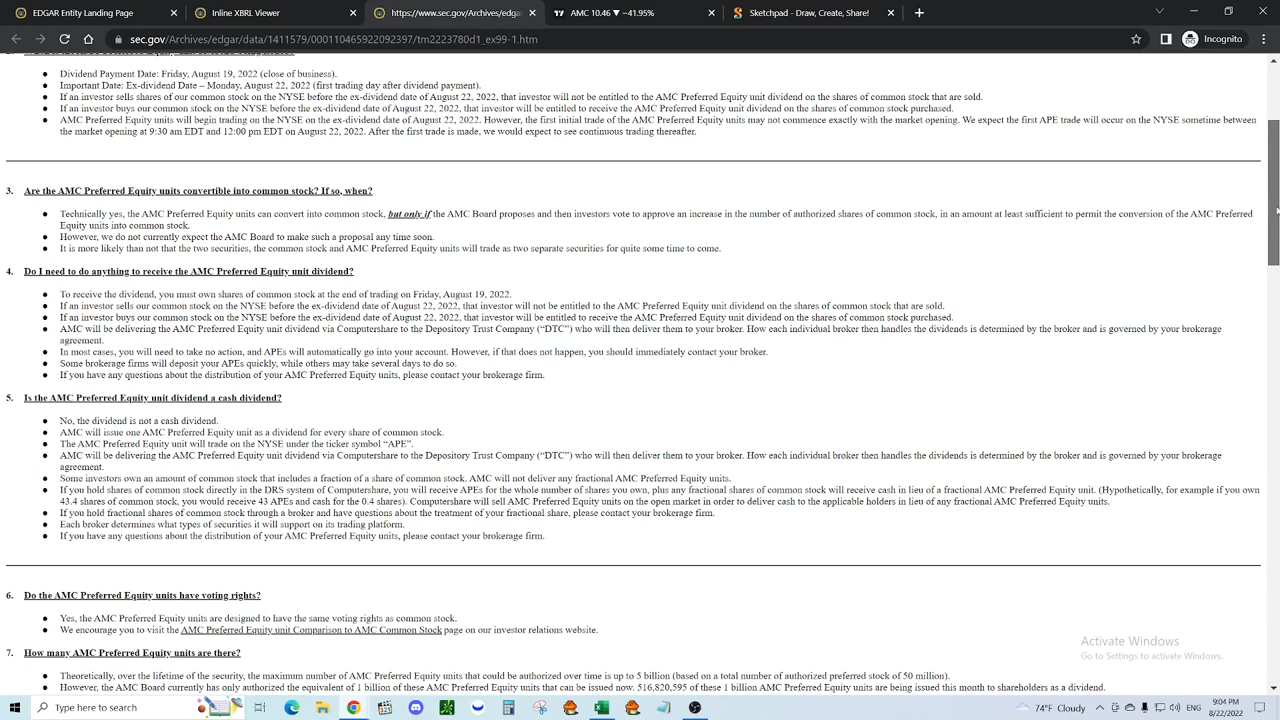 https://www.sec.gov/Archives/edgar
Inline XBRL Viewer
https://www.sec.gov/Archives/edgar
AMC 10.46 ▼ −41.95%
Sketchpad - Draw, Create, Share!
sec.gov/Archives/edgar/data/1411579/000110465922092397/tm2223780d1_ex99-1.htm
Incognito
● Dividend Payment Date: Friday, August 19, 2022 (close of business).
● Important Date: Ex-dividend Date – Monday, August 22, 2022 (first trading day after dividend payment).
● If an investor sells shares of our common stock on the NYSE before the ex-dividend date of August 22, 2022, that investor will not be entitled to the AMC Preferred Equity unit dividend on the shares of common stock that are sold.
● If an investor buys our common stock on the NYSE before the ex-dividend date of August 22, 2022, that investor will be entitled to receive the AMC Preferred Equity unit dividend on the shares of common stock purchased.
● AMC Preferred Equity units will begin trading on the NYSE on the ex-dividend date of August 22, 2022. However, the first initial trade of the AMC Preferred Equity units may not commence exactly with the market opening. We expect the first APE trade will occur on the NYSE sometime between
the market opening at 9:30 am EDT and 12:00 pm EDT on August 22, 2022. After the first trade is made, we would expect to see continuous trading thereafter.
3. Are the AMC Preferred Equity units convertible into common stock? If so, when?
● Technically yes, the AMC Preferred Equity units can convert into common stock, but only if the AMC Board proposes and then investors vote to approve an increase in the number of authorized shares of common stock, in an amount at least sufficient to permit the conversion of the AMC Preferred
Equity units into common stock.
● However, we do not currently expect the AMC Board to make such a proposal any time soon.
● It is more likely than not that the two securities, the common stock and AMC Preferred Equity units will trade as two separate securities for quite some time to come.
4. Do I need to do anything to receive the AMC Preferred Equity unit dividend?
● To receive the dividend, you must own shares of common stock at the end of trading on Friday, August 19, 2022.
● If an investor sells our common stock on the NYSE before the ex-dividend date of August 22, 2022, that investor will not be entitled to the AMC Preferred Equity unit dividend on the shares of common stock that are sold.
● If an investor buys our common stock on the NYSE before the ex-dividend date of August 22, 2022, that investor will be entitled to receive the AMC Preferred Equity unit dividend on the shares of common stock purchased.
● AMC will be delivering the AMC Preferred Equity unit dividend via Computershare to the Depository Trust Company (“DTC”) who will then deliver them to your broker. How each individual broker then handles the dividends is determined by the broker and is governed by your brokerage
agreement.
● In most cases, you will need to take no action, and APEs will automatically go into your account. However, if that does not happen, you should immediately contact your broker.
● Some brokerage firms will deposit your APEs quickly, while others may take several days to do so.
● If you have any questions about the distribution of your AMC Preferred Equity units, please contact your brokerage firm.
5. Is the AMC Preferred Equity unit dividend a cash dividend?
● No, the dividend is not a cash dividend.
● AMC will issue one AMC Preferred Equity unit as a dividend for every share of common stock.
● The AMC Preferred Equity unit will trade on the NYSE under the ticker symbol “APE”.
● AMC will be delivering the AMC Preferred Equity unit dividend via Computershare to the Depository Trust Company (“DTC”) who will then deliver them to your broker. How each individual broker then handles the dividends is determined by the broker and is governed by your brokerage
agreement.
● Some investors own an amount of common stock that includes a fraction of a share of common stock. AMC will not deliver any fractional AMC Preferred Equity units.
● If you hold shares of common stock directly in the DRS system of Computershare, you will receive APEs for the whole number of shares you own, plus any fractional shares of common stock will receive cash in lieu of a fractional AMC Preferred Equity unit. (Hypothetically, for example if you own
43.4 shares of common stock, you would receive 43 APEs and cash for the 0.4 share). Computershare will sell AMC Preferred Equity units on the open market in order to deliver cash to the applicable holders in lieu of any fractional AMC Preferred Equity Units.
● If you hold fractional shares of common stock through a broker and have questions about the treatment of your fractional share, please contact your brokerage firm.
● Each broker determines what types of securities it will support on its trading platform.
● If you have any questions about the distribution of your AMC Preferred Equity units, please contact your brokerage firm.
6. Do the AMC Preferred Equity units have voting rights?
● Yes, the AMC Preferred Equity units are designed to have the same voting rights as common stock.
● We encourage you to visit the AMC Preferred Equity unit Comparison to AMC Common Stock page on our investor relations website.
7. How many AMC Preferred Equity units are there?
● Theoretically, over the lifetime of the security, the maximum number of AMC Preferred Equity units that could be authorized over time is up to 5 billion (based on a total number of authorized preferred stock of 50 million).
● However, the AMC Board currently has only authorized the equivalent of 1 billion of these AMC Preferred Equity units that can be issued now. 516,820,595 of these 1 billion AMC Preferred Equity units are being issued this month to shareholders as a dividend.
Activate Windows
Go to Settings to activate Windows.
Type here to search
74°F Cloudy
ENG
9:04 PM
8/22/2022